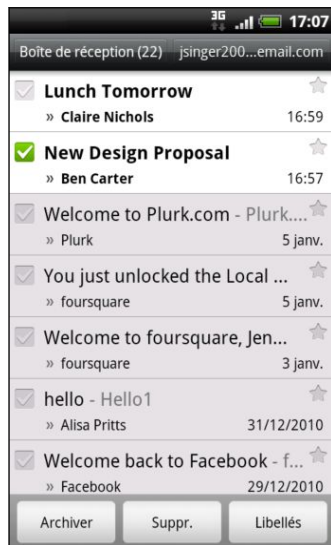 3G 17:07
Boîte de réception (22) jsinger200...email.com
Lunch Tomorrow
» Claire Nichols 16:59
New Design Proposal
» Ben Carter 16:57
Welcome to Plurk.com - Plurk....
» Plurk 5 janv.
You just unlocked the Local ...
» foursquare 5 janv.
Welcome to foursquare, Jen...
» foursquare 3 janv.
hello - Hello1
» Alisa Pritts 31/12/2010
Welcome back to Facebook - f...
» Facebook 29/12/2010
Archiver Suppr. Libellés